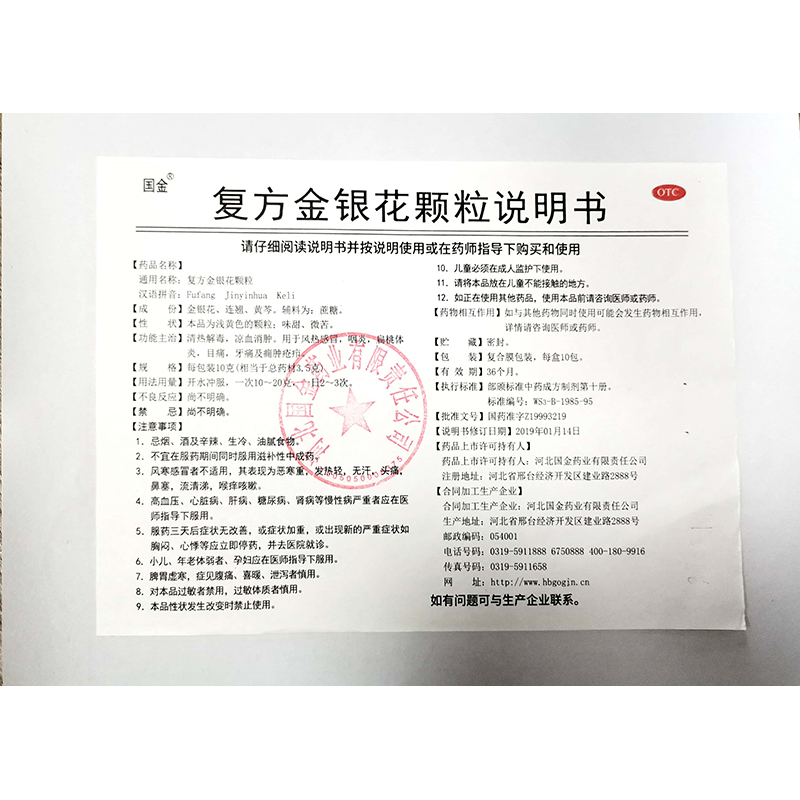 国金®
复方金银花颗粒说明书
OTC
请仔细阅读说明书并按说明使用或在药师指导下购买和使用
【药品名称】
通用名称：复方金银花颗粒
汉语拼音：Fufang Jinyinhua Keli
【成 份】金银花、连翘、黄芩。辅料为：蔗糖。
【性 状】本品为浅黄色的颗粒；味甜、微苦。
【功能主治】清热解毒，凉血消肿。用于风热感冒，咽炎，扁桃体
炎，目痛，牙痛及痈肿疮疖。
【规 格】每包装10克(相当于总药材3.5克)
【用法用量】开水冲服，一次10～20克，一日2～3次。
【不良反应】尚不明确。
【禁 忌】尚不明确。
【注意事项】
1．忌烟、酒及辛辣、生冷、油腻食物。
2．不宜在服药期间同时服用滋补性中成药。
3．风寒感冒者不适用，其表现为恶寒重，发热轻，无汗，头痛，
鼻塞，流清涕，喉痒咳嗽。
4．高血压、心脏病、肝病、糖尿病、肾病等慢性病严重者应在医
师指导下服用。
5．服药三天后症状无改善，或症状加重，或出现新的严重症状如
胸闷、心悸等应立即停药，并去医院就诊。
6．小儿、年老体弱者、孕妇应在医师指导下服用。
7．脾胃虚寒，症见腹痛、喜暖、泄泻者慎用。
8．对本品过敏者禁用，过敏体质者慎用。
9．本品性状发生改变时禁止使用。
10．儿童必须在成人监护下使用。
11．请将本品放在儿童不能接触的地方。
12．如正在使用其他药品，使用本品前请咨询医师或药师。
【药物相互作用】如与其他药物同时使用可能会发生药物相互作用，
详情请咨询医师或药师。
【贮 藏】密封。
【包 装】复合膜包装，每盒10包。
【有 效 期】36个月。
【执行标准】部颁标准中药成方制剂第十册。
标准编号：WS₃-B-1985-95
【批准文号】国药准字Z19993219
【说明书修订日期】2019年01月14日
【药品上市许可持有人】
药品上市许可持有人：河北国金药业有限责任公司
注册地址：河北省邢台经济开发区建业路2888号
【合同加工生产企业】
合同加工生产企业：河北国金药业有限责任公司
生产地址：河北省邢台经济开发区建业路2888号
邮政编码：054001
电话号码：0319-5911888 6750888 400-180-9916
传真号码：0319-5911658
网 址：http://www.hbgogin.cn
如有问题可与生产企业联系。
河北国金药业有限责任公司